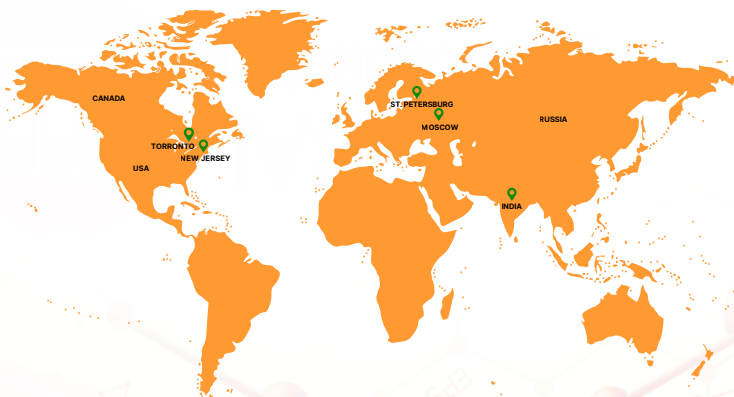 CANADA
ST. PETERSBURG
MOSCOW
RUSSIA
TORRONTO
NEW JERSEY
USA
INDIA